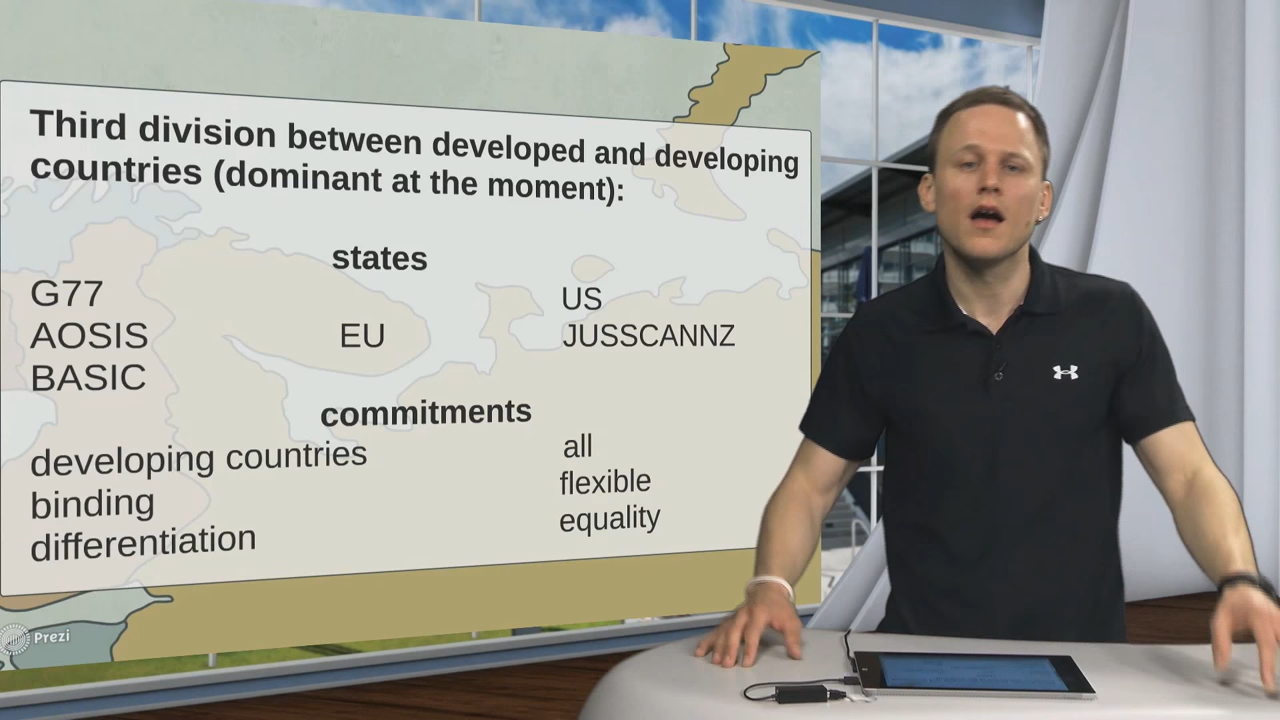 Third division between developed and developing
countries (dominant at the moment):
states
G77
US
AOSIS
EU
JUSSCANNZ
BASIC
commitments
developing countries
all
binding
flexible
differentiation
equality
Prezi